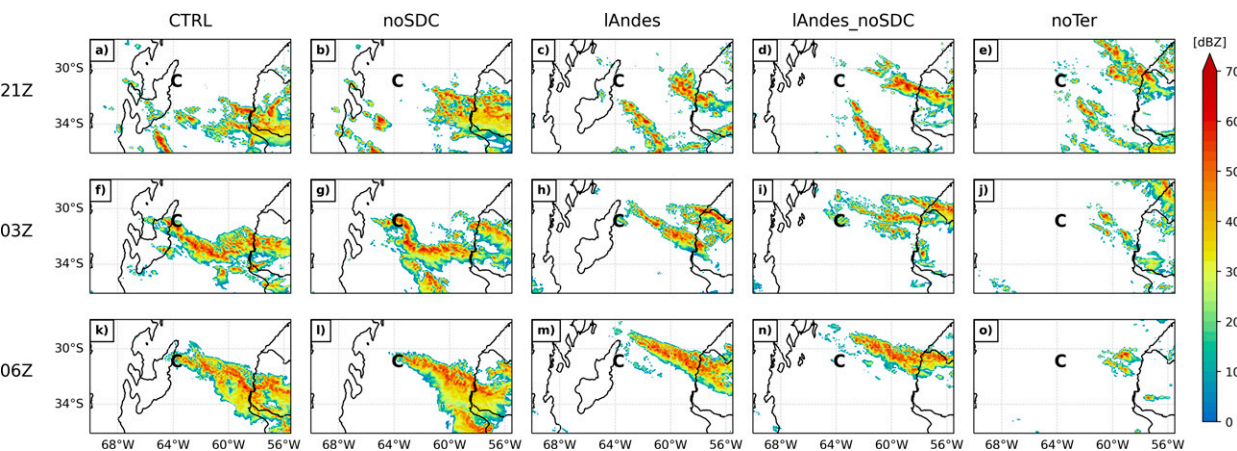 CTRL noSDC lAndes lAndes_noSDC noTer
[dBZ]
21Z
30°S
34°S
a) C
b) C
c) C
d) C
e) C
03Z
30°S
34°S
f) C
g) C
h) C
i) C
j) C
06Z
30°S
34°S
k) C
l) C
m) C
n) C
o) C
68°W 64°W 60°W 56°W 68°W 64°W 60°W 56°W 68°W 64°W 60°W 56°W 68°W 64°W 60°W 56°W 68°W 64°W 60°W 56°W
70
60
50
40
30
20
10
0